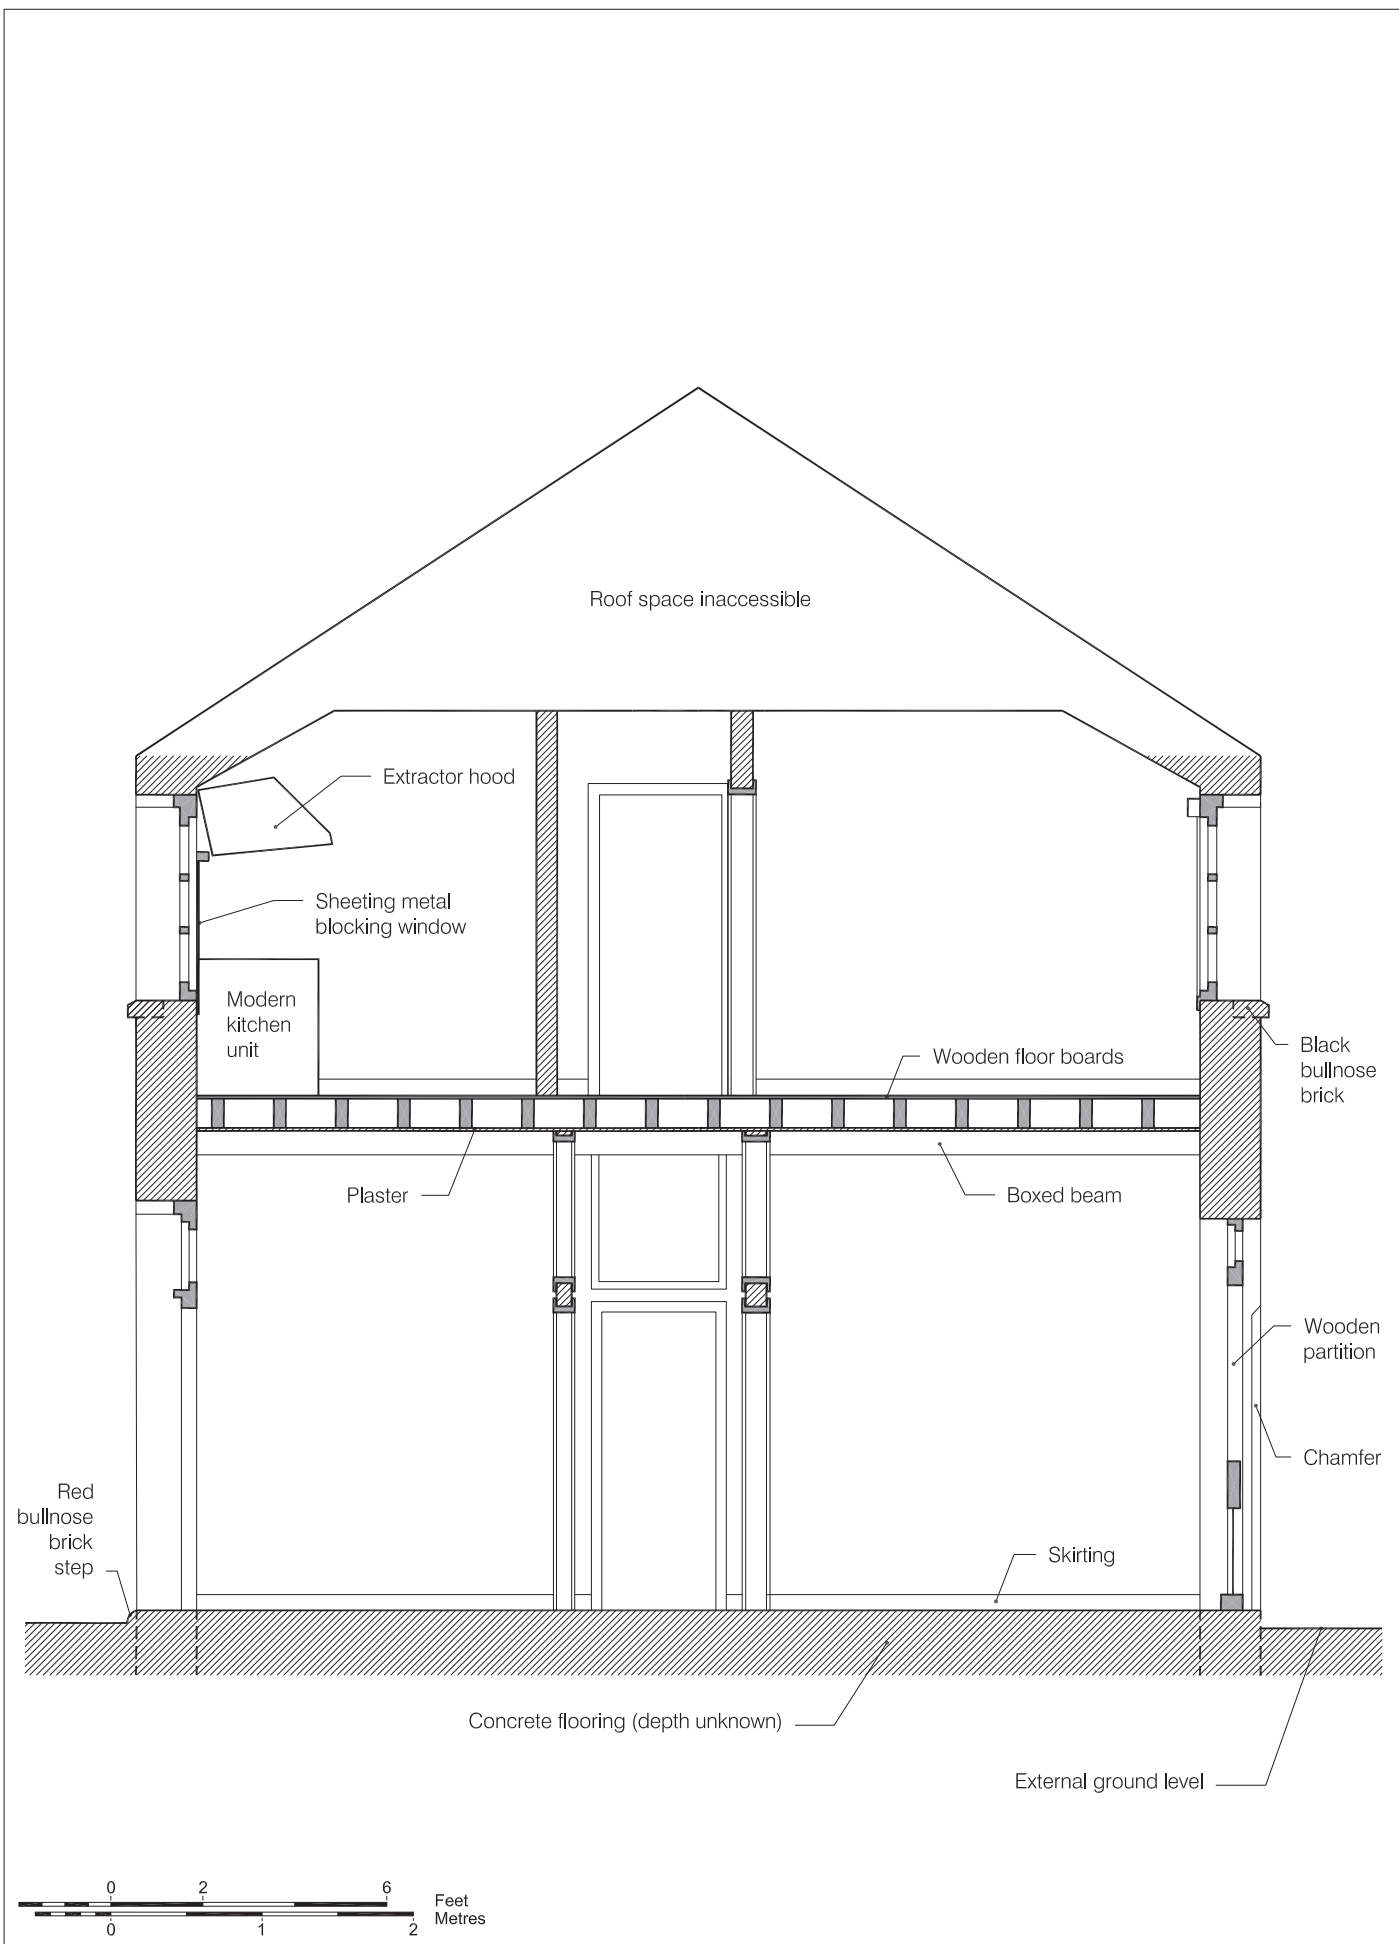 Roof space inaccessible
Extractor hood
Sheeting metal
blocking window
Modern
kitchen
unit
Wooden floor boards
Black
bullnose
brick
Plaster
Boxed beam
Wooden
partition
Chamfer
Red
bullnose
brick
step
Skirting
Concrete flooring (depth unknown)
External ground level
0 2 6 Feet
Metres
0 1 2